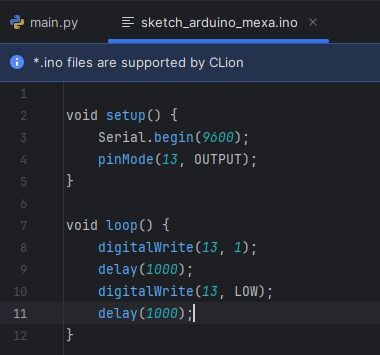 main.py
sketch_arduino_mexa.ino
*.ino files are supported by CLion
1
2 void setup() {
3     Serial.begin(9600);
4     pinMode(13, OUTPUT);
5 }
6
7 void loop() {
8     digitalWrite(13, 1);
9     delay(1000);
10     digitalWrite(13, LOW);
11     delay(1000);
12 }